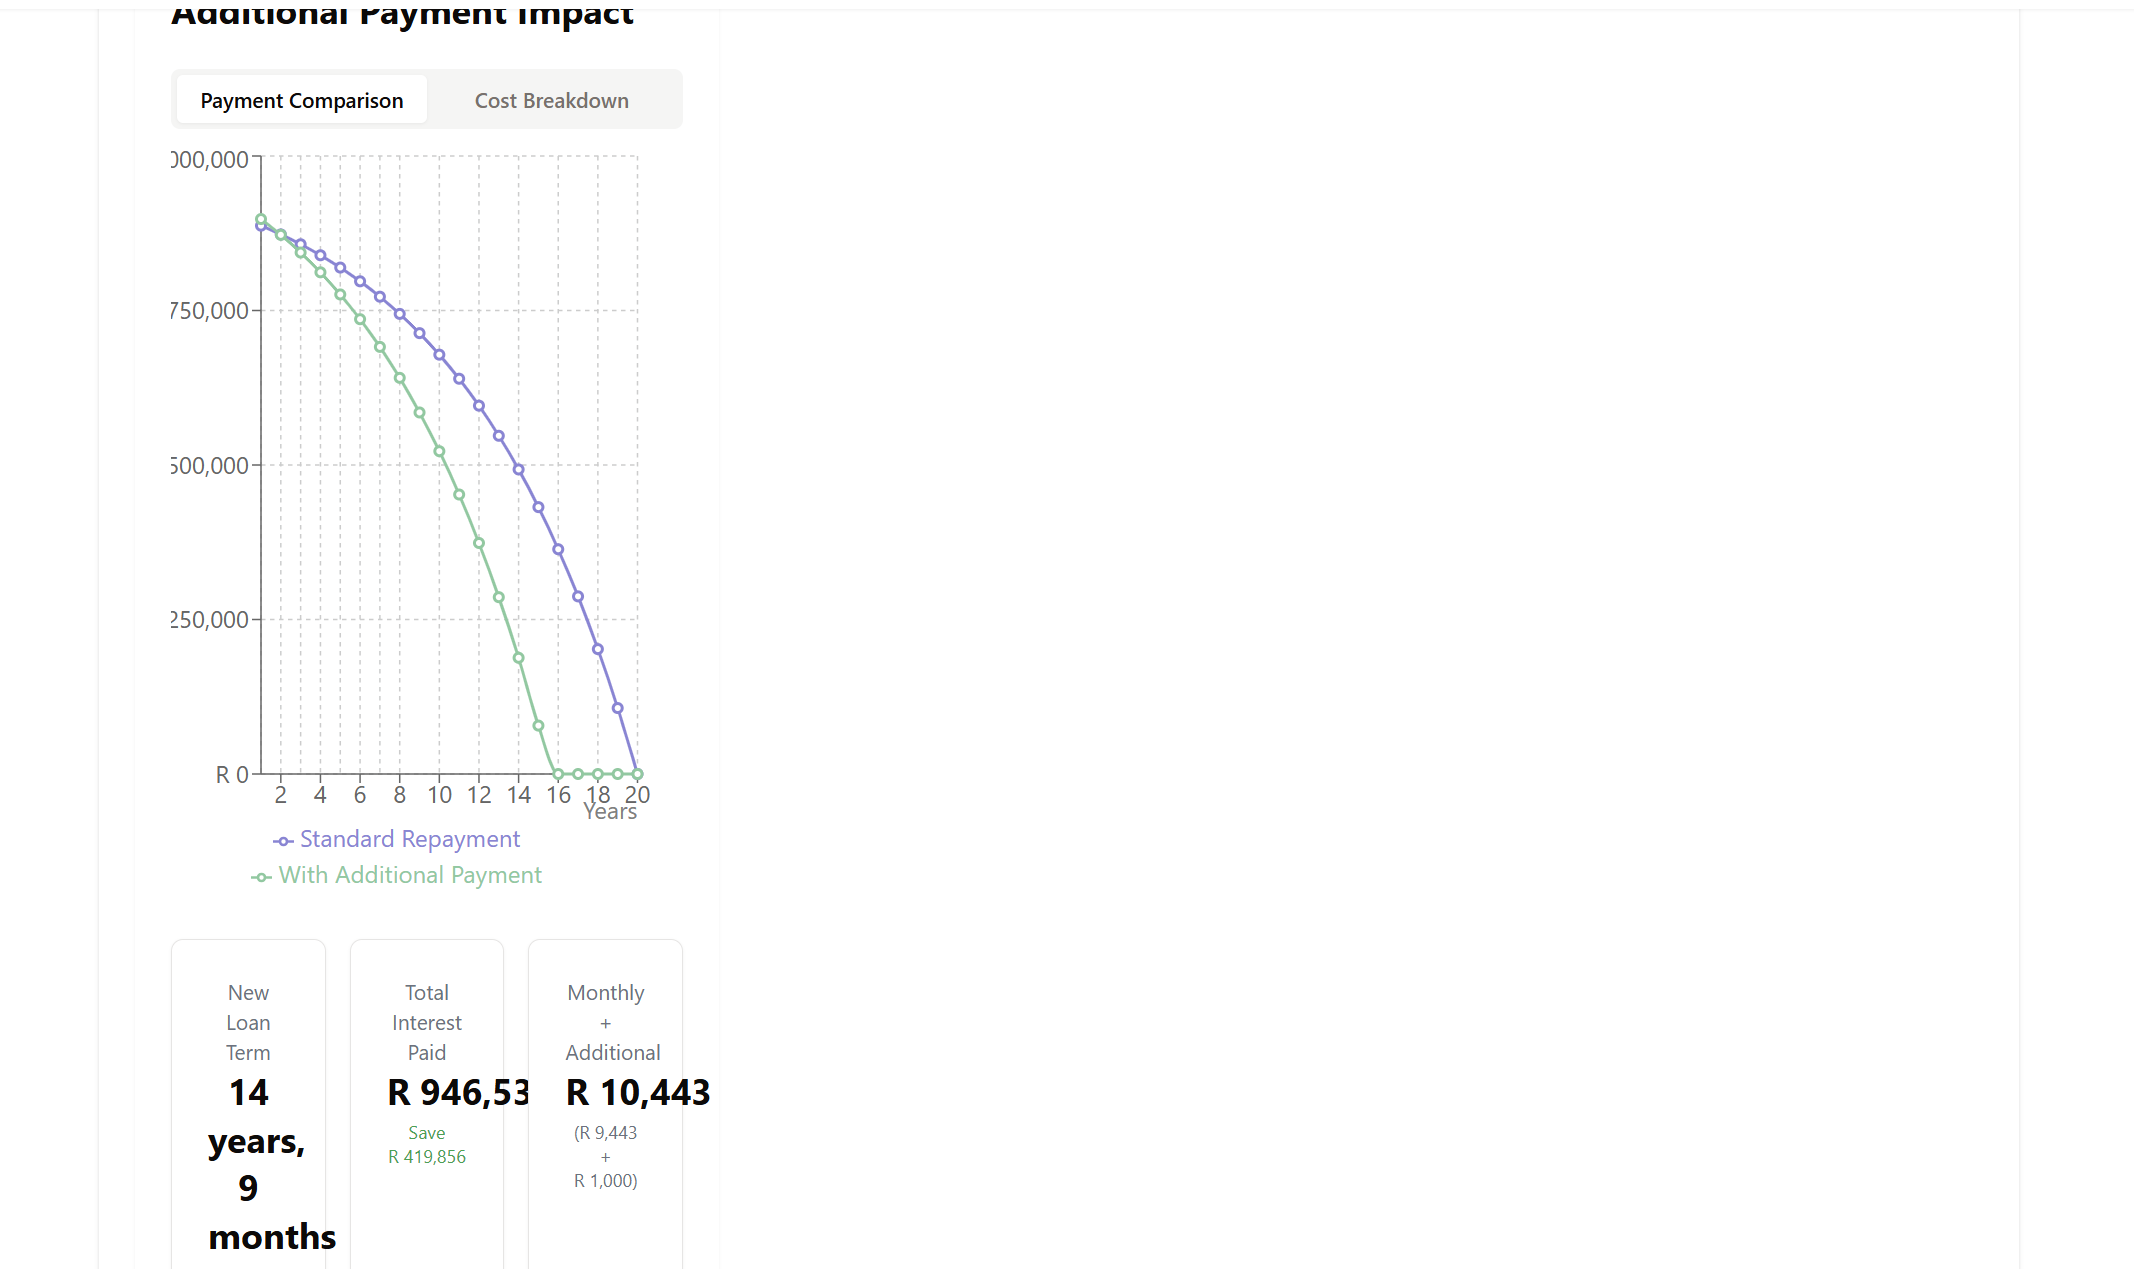 Additional Payment Impact
Payment Comparison
Cost Breakdown
000,000
750,000
500,000
250,000
R 0
2 4 6 8 10 12 14 16 18 20
Years
Standard Repayment
With Additional Payment
New
Loan
Term
14
years,
9
months
Total
Interest
Paid
R 946,53
Save
R 419,856
Monthly
+
Additional
R 10,443
(R 9,443
+
R 1,000)